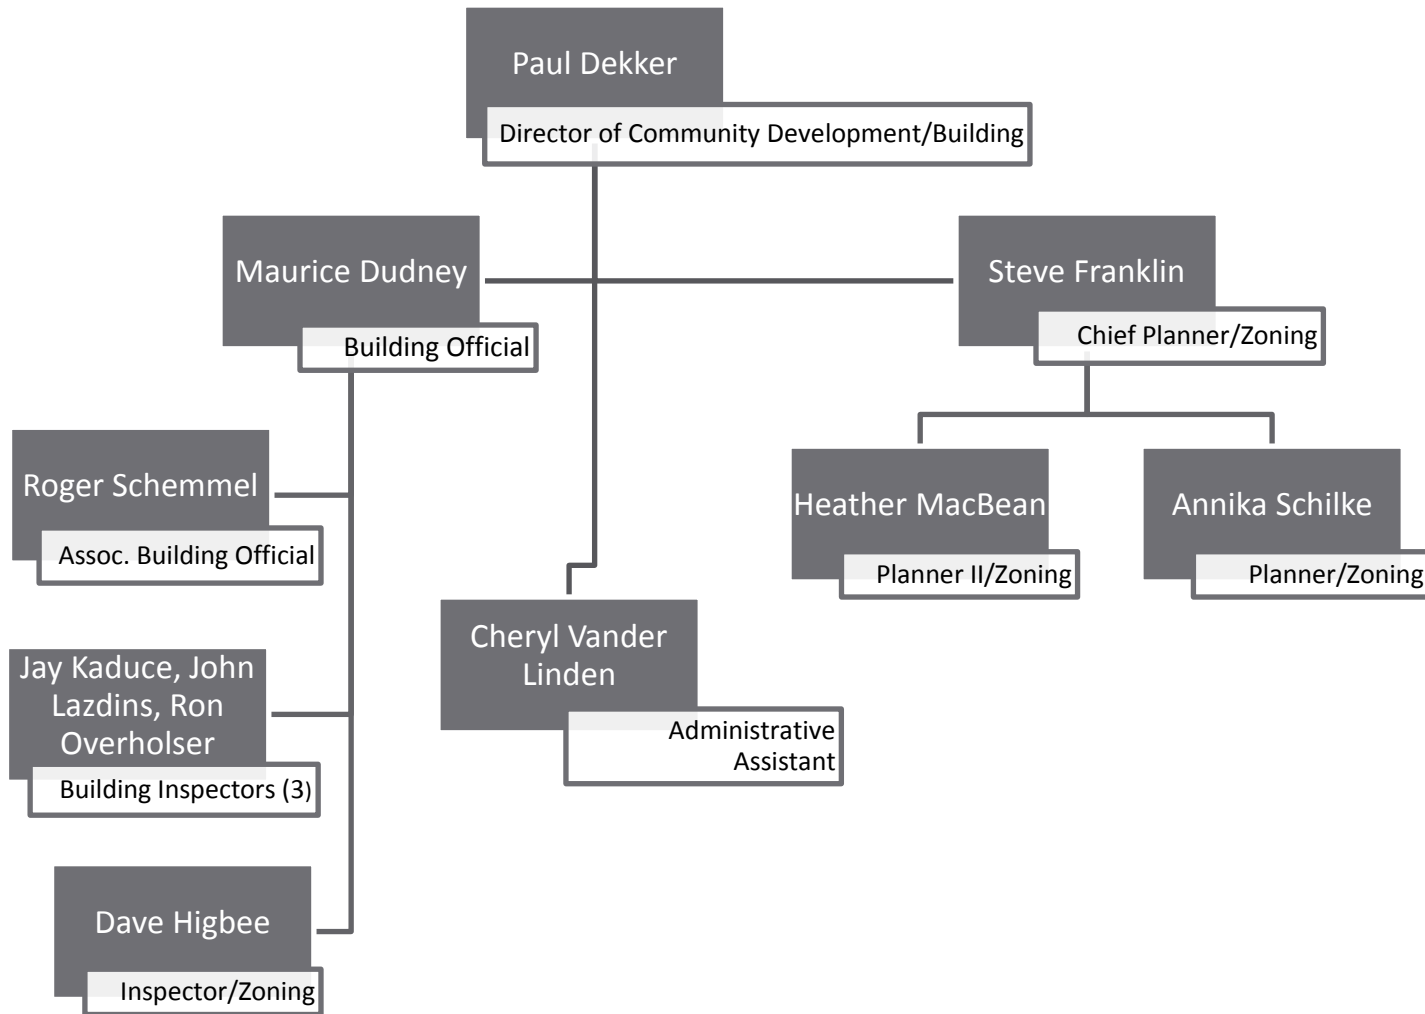 Paul Dekker
Director of Community Development/Building
Maurice Dudney
Building Official
Steve Franklin
Chief Planner/Zoning
Roger Schemmel
Assoc. Building Official
Heather MacBean
Planner II/Zoning
Annika Schilke
Planner/Zoning
Cheryl Vander
Linden
Administrative
Assistant
Jay Kaduce, John
Lazdins, Ron
Overholser
Building Inspectors (3)
Dave Higbee
Inspector/Zoning